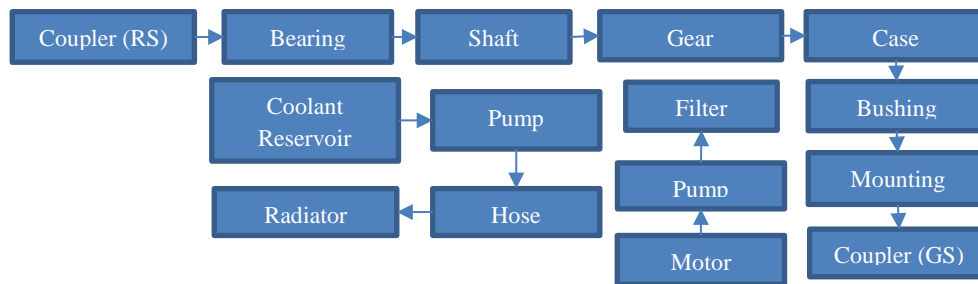 Coupler (RS)
Bearing
Shaft
Gear
Case
Coolant
Reservoir
Pump
Filter
Bushing
Radiator
Hose
Pump
Mounting
Motor
Coupler (GS)